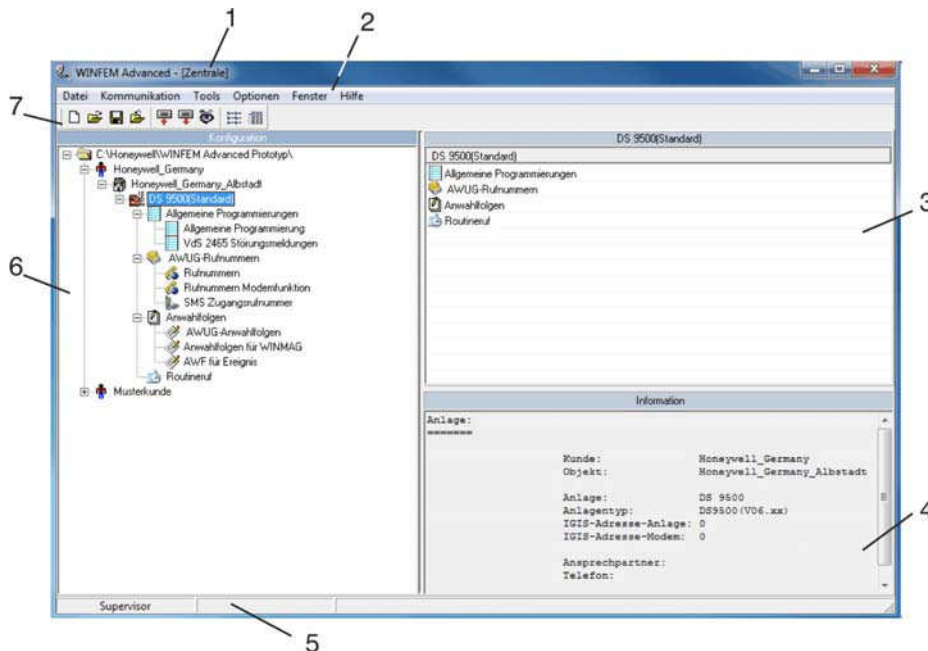 1
2
WINFEM Advanced - [Zentrale]
Datei Kommunikation Tools Optionen Fenster Hilfe
7
Konfiguration
C:\Honeywell\WINFEM Advanced Prototyp\
Honeywell_Germany
Honeywell_Germany_Albstadt
DS 9500(Standard)
Allgemeine Programmierungen
Allgemeine Programmierung
VdS 2465 Störungsmeldungen
AWUG-Rufnummern
Rufnummern
Rufnummern Modemfunktion
SMS Zugangsrufnummer
Anwahlfolgen
AWUG-Anwahlfolgen
Anwahlfolgen für WINMAG
AWF für Ereignis
Routineruf
Musterkunde
6
DS 9500(Standard)
DS 9500(Standard)
Allgemeine Programmierungen
AWUG-Rufnummern
Anwahlfolgen
Routineruf
3
Information
Anlage:
=======
Kunde: Honeywell_Germany
Objekt: Honeywell_Germany_Albstadt
Anlage: DS 9500
Anlagentyp: DS9500(V06.xx)
IGIS-Adresse-Anlage: 0
IGIS-Adresse-Modem: 0
Ansprechpartner:
Telefon:
4
Supervisor
5